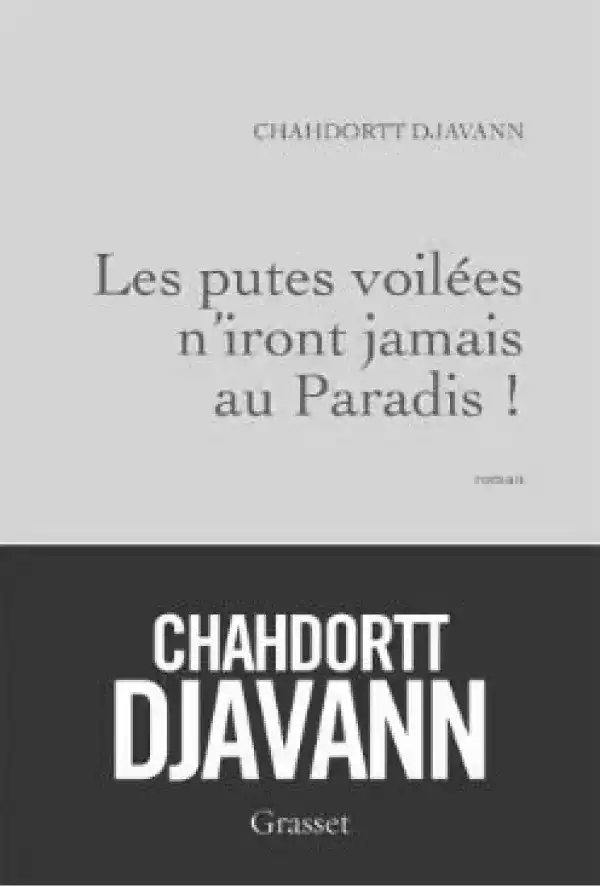 CHAHDORTT DJAVANN
Les putes voilées
n'iront jamais
au Paradis !
roman
CHAHDORTT
DJAVANN
Grasset